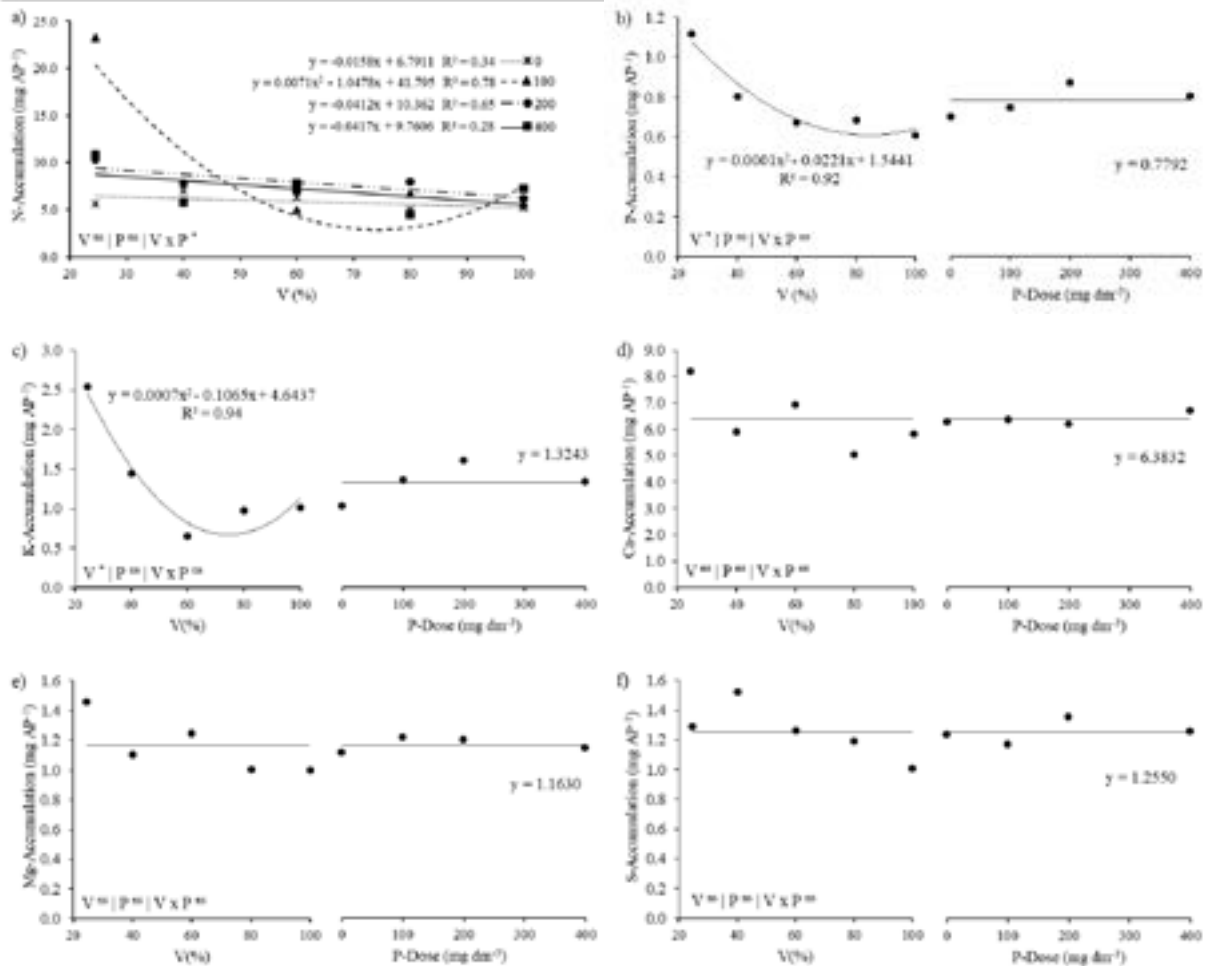 a)
25.0
20.0
15.0
10.0
5.0
0.0
N-Accumulation (mg AP⁻¹)
y = -0.0158x + 6.7911 R² = 0.34 0
y = 0.0071x² - 1.0478x + 41.795 R² = 0.78 100
y = -0.0412x + 10.362 R² = 0.65 200
y = -0.0417x + 9.7606 R² = 0.28 400
V ns | P ns | V x P *
20 30 40 50 60 70 80 90 100
V (%)
b)
1.2
1.0
0.8
0.6
0.4
0.2
0.0
P-Accumulation (mg AP⁻¹)
y = 0.0001x² - 0.0221x + 1.5441
R² = 0.92
y = 0.7792
V * | P ns | V x P ns
20 40 60 80 100 0 100 200 300 400
V (%) P-Dose (mg dm⁻³)
c)
3.0
2.5
2.0
1.5
1.0
0.5
0.0
K-Accumulation (mg AP⁻¹)
y = 0.0007x² - 0.1065x + 4.6437
R² = 0.94
y = 1.3243
V * | P ns | V x P ns
20 40 60 80 100 0 100 200 300 400
V(%) P-Dose (mg dm⁻³)
d)
9.0
8.0
7.0
6.0
5.0
4.0
3.0
2.0
1.0
0.0
Ca-Accumulation (mg AP⁻¹)
y = 6.3832
V ns | P ns | V x P ns
20 40 60 80 100 0 100 200 300 400
V(%) P-Dose (mg dm⁻³)
e)
1.6
1.4
1.2
1.0
0.8
0.6
0.4
0.2
0.0
Mg-Accumulation (mg AP⁻¹)
y = 1.1630
V ns | P ns | V x P ns
20 40 60 80 100 0 100 200 300 400
V(%) P-Dose (mg dm⁻³)
f)
1.6
1.4
1.2
1.0
0.8
0.6
0.4
0.2
0.0
S-Accumulation (mg AP⁻¹)
y = 1.2550
V ns | P ns | V x P ns
20 40 60 80 100 0 100 200 300 400
V(%) P-Dose (mg dm⁻³)